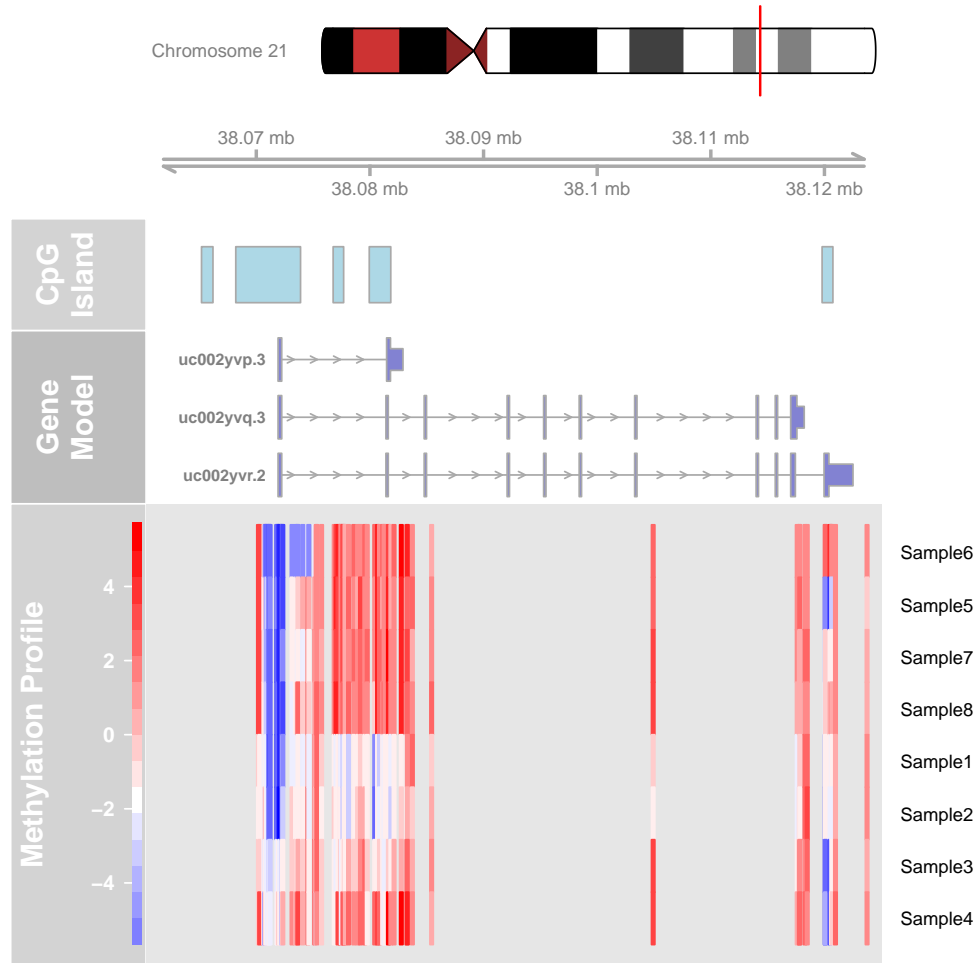 Chromosome 21
38.07 mb
38.09 mb
38.11 mb
38.08 mb
38.1 mb
38.12 mb
CpG
Island
Gene
Model
uc002yvp.3
uc002yvq.3
uc002yvr.2
Methylation Profile
4
2
0
−2
−4
Sample6
Sample5
Sample7
Sample8
Sample1
Sample2
Sample3
Sample4